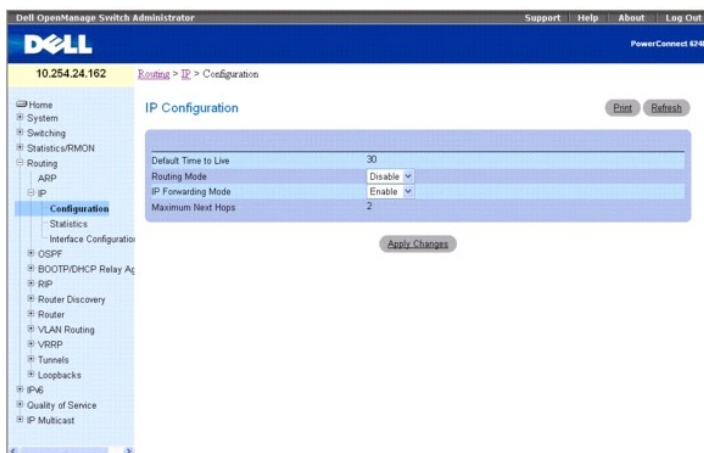 Dell OpenManage Switch Administrator
Support Help About Log Out
DELL
PowerConnect 6248
10.254.24.162
Routing > IP > Configuration
Home
System
Switching
Statistics/RMON
Routing
ARP
IP
Configuration
Statistics
Interface Configuration
OSPF
BOOTP/DHCP Relay Ag
RIP
Router Discovery
Router
VLAN Routing
VRRP
Tunnels
Loopbacks
IPv6
Quality of Service
IP Multicast
IP Configuration
Print Refresh
Default Time to Live 30
Routing Mode Disable
IP Forwarding Mode Enable
Maximum Next Hops 2
Apply Changes